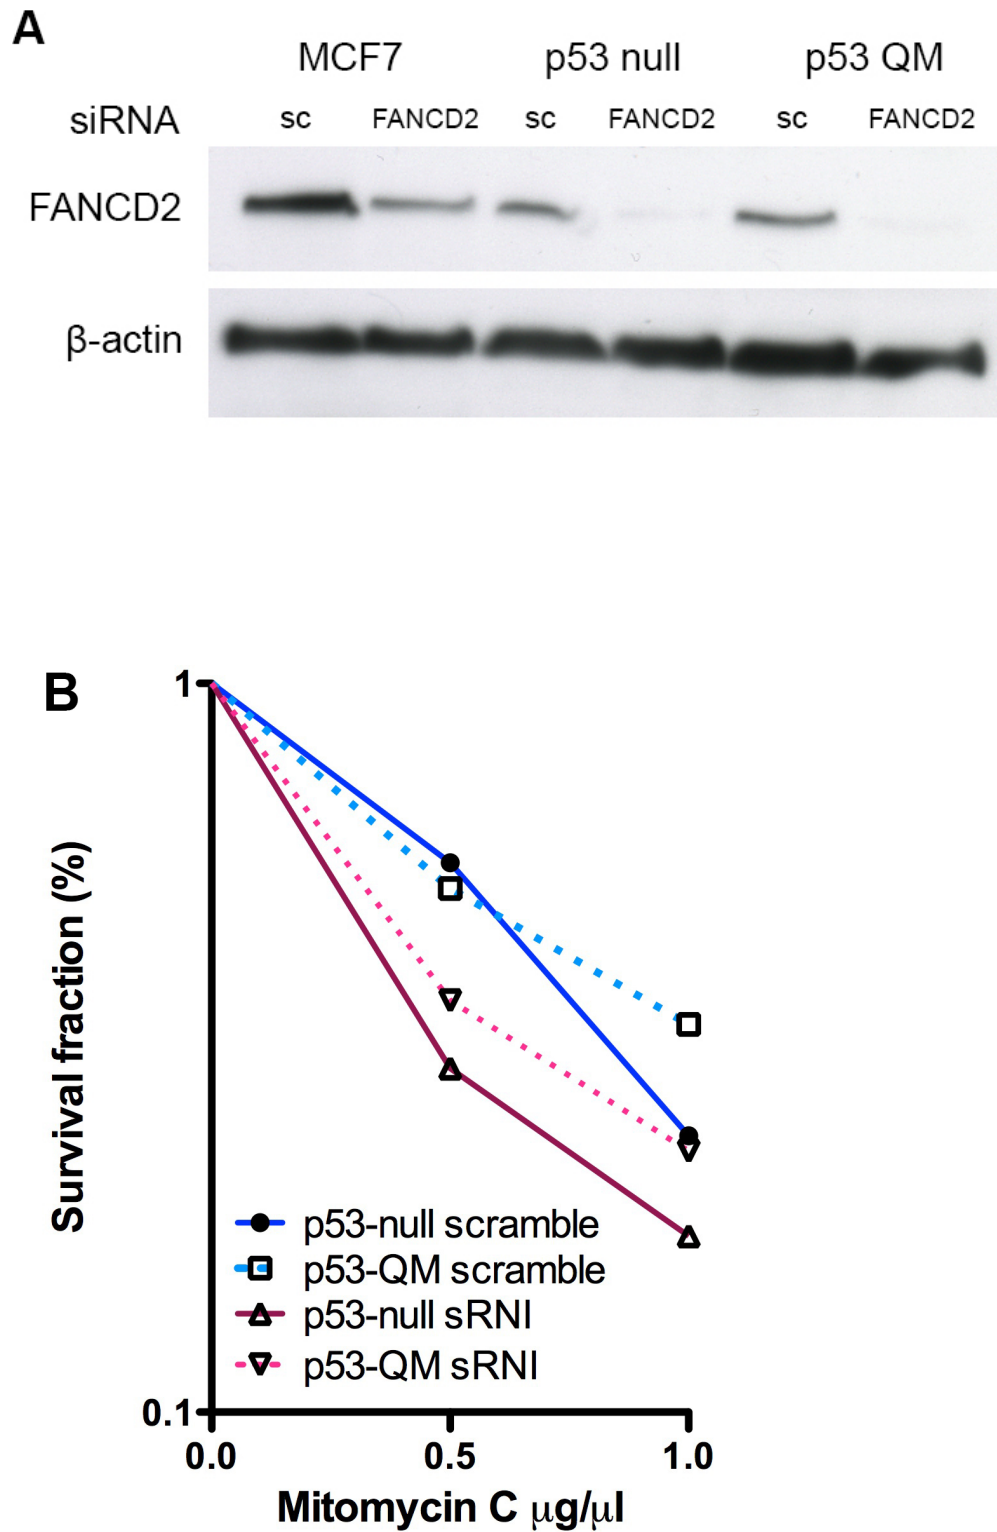 A
MCF7 p53 null p53 QM
siRNA sc FANCD2 sc FANCD2 sc FANCD2
FANCD2
β-actin
B
1
Survival fraction (%)
p53-null scramble
p53-QM scramble
p53-null sRNI
p53-QM sRNI
0.1
0.0 0.5 1.0
Mitomycin C μg/μl